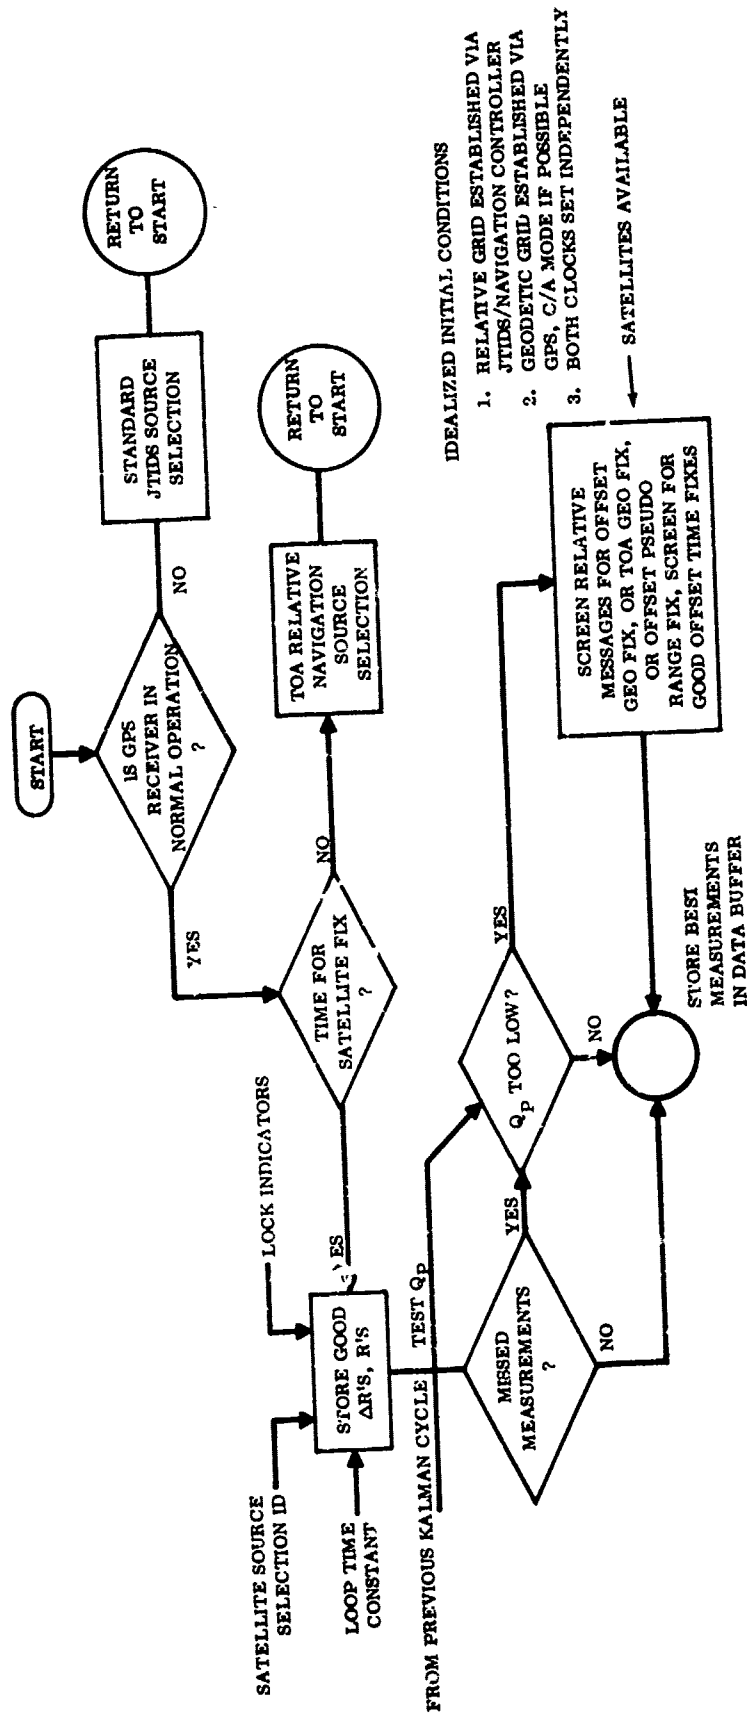 START
IS GPS
RECEIVER IN
NORMAL OPERATION
?
NO
STANDARD
JTIDS SOURCE
SELECTION
RETURN
TO
START
YES
TIME FOR
SATELLITE FIX
?
NO
TOA RELATIVE
NAVIGATION
SOURCE
SELECTION
RETURN
TO
START
YES
SATELLITE SOURCE
SELECTION ID
LOCK INDICATORS
LOOP TIME
CONSTANT
STORE GOOD
ΔR'S, R'S
FROM PREVIOUS KALMAN CYCLE
TEST Qp
MISSED
MEASUREMENTS
?
YES
NO
Qp TOO LOW?
YES
NO
IDEALIZED INITIAL CONDITIONS
1. RELATIVE GRID ESTABLISHED VIA
JTIDS/NAVIGATION CONTROLLER
2. GEODETIC GRID ESTABLISHED VIA
GPS, C/A MODE IF POSSIBLE
3. BOTH CLOCKS SET INDEPENDENTLY
SCREEN RELATIVE
MESSAGES FOR OFFSET
GEO FIX, OR TOA GEO FIX,
OR OFFSET PSEUDO
RANGE FIX, SCREEN FOR
GOOD OFFSET TIME FIXES
SATELLITES AVAILABLE
STORE BEST
MEASUREMENTS
IN DATA BUFFER